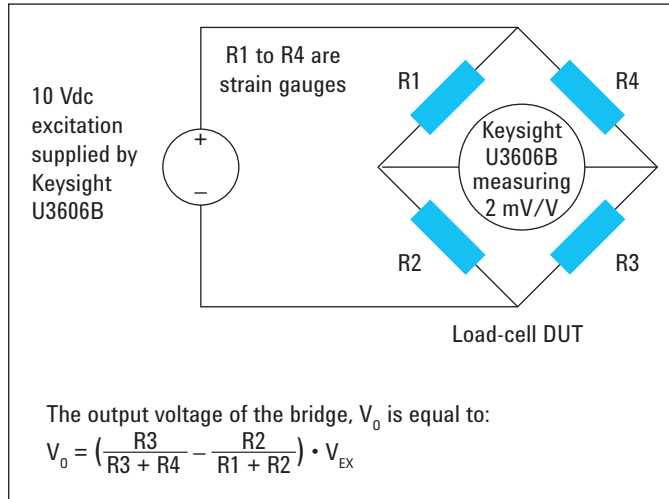 R1 to R4 are
strain gauges
10 Vdc
excitation
supplied by
Keysight
U3606B
+
–
R1
R4
Keysight
U3606B
measuring
2 mV/V
R2
R3
Load-cell DUT
The output voltage of the bridge, V₀ is equal to:
V₀ = (R3/(R3 + R4) – R2/(R1 + R2)) • V_EX